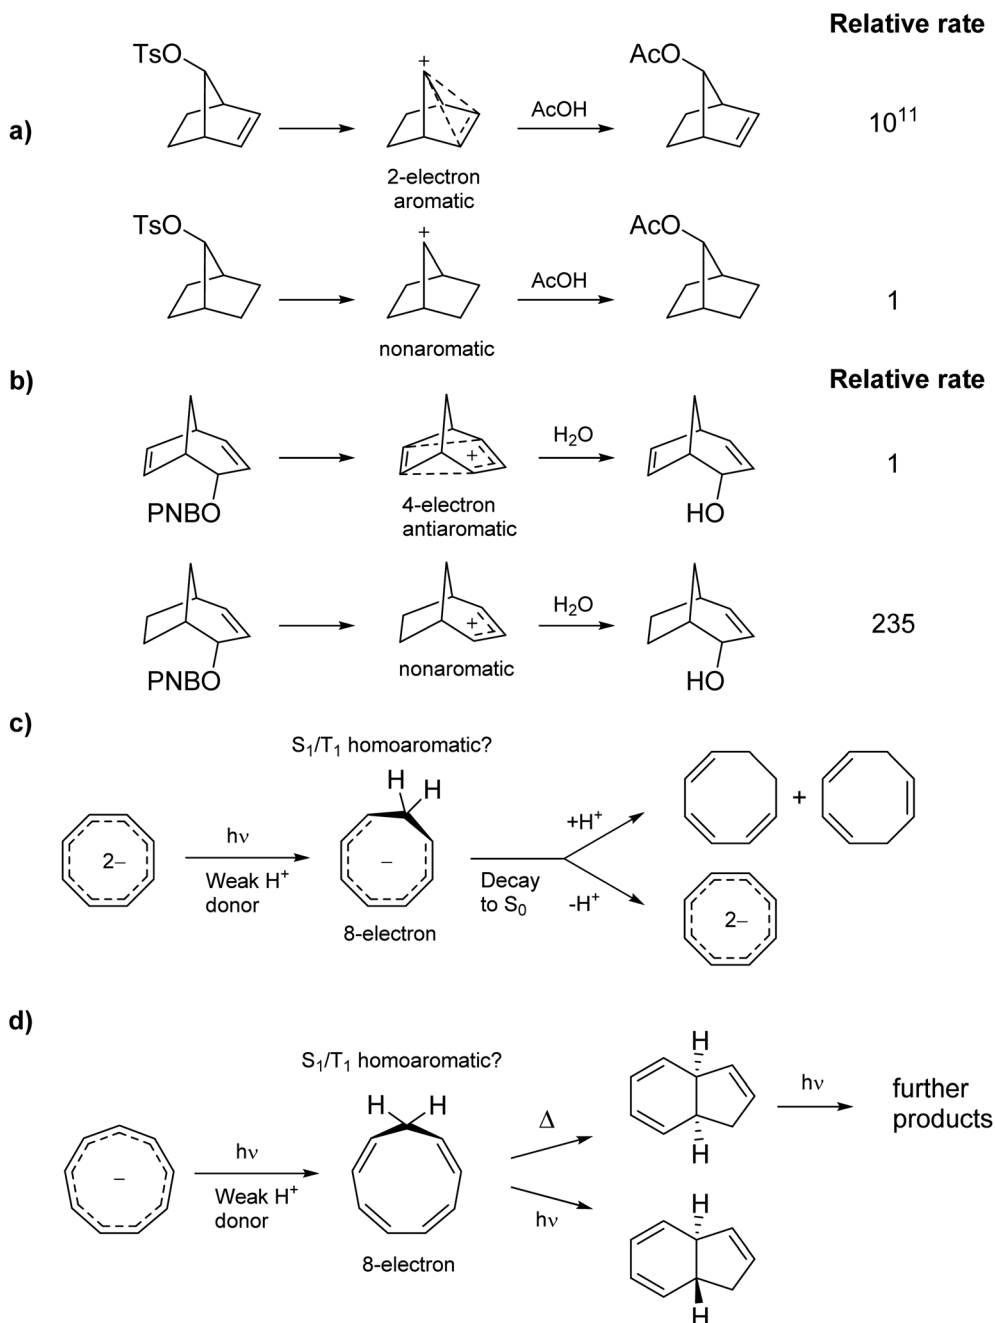 Relative rate
a)
TsO
+
AcOH
AcO
10¹¹
2-electron
aromatic
TsO
+
AcOH
AcO
1
nonaromatic
b)
Relative rate
PNBO
+
H₂O
HO
1
4-electron
antiaromatic
PNBO
+
H₂O
HO
235
nonaromatic
c)
S₁/T₁ homoaromatic?
H
H
2–
hν
Weak H⁺
donor
–
8-electron
Decay
to S₀
+H⁺
-H⁺
+
2–
d)
S₁/T₁ homoaromatic?
H H
–
hν
Weak H⁺
donor
8-electron
Δ
hν
H
H
hν
further
products
H
H